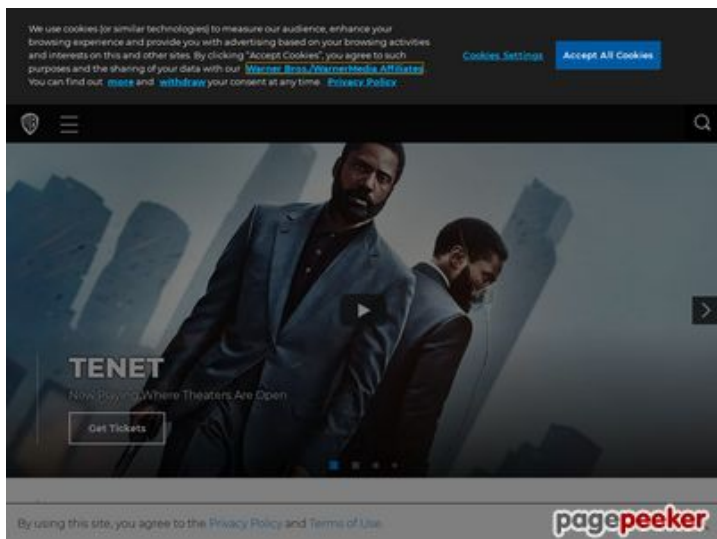 We use cookies (or similar technologies) to measure our audience, enhance your
browsing experience and provide you with advertising based on your browsing activities
and interests on this and other sites. By clicking "Accept Cookies", you agree to such
purposes and the sharing of your data with our Warner Bros./WarnerMedia Affiliates.
You can find out more and withdraw your consent at any time. Privacy Policy
Cookies Settings
Accept All Cookies
TENET
Now Playing Where Theaters Are Open
Get Tickets
By using this site, you agree to the Privacy Policy and Terms of Use.
pagepeeker.